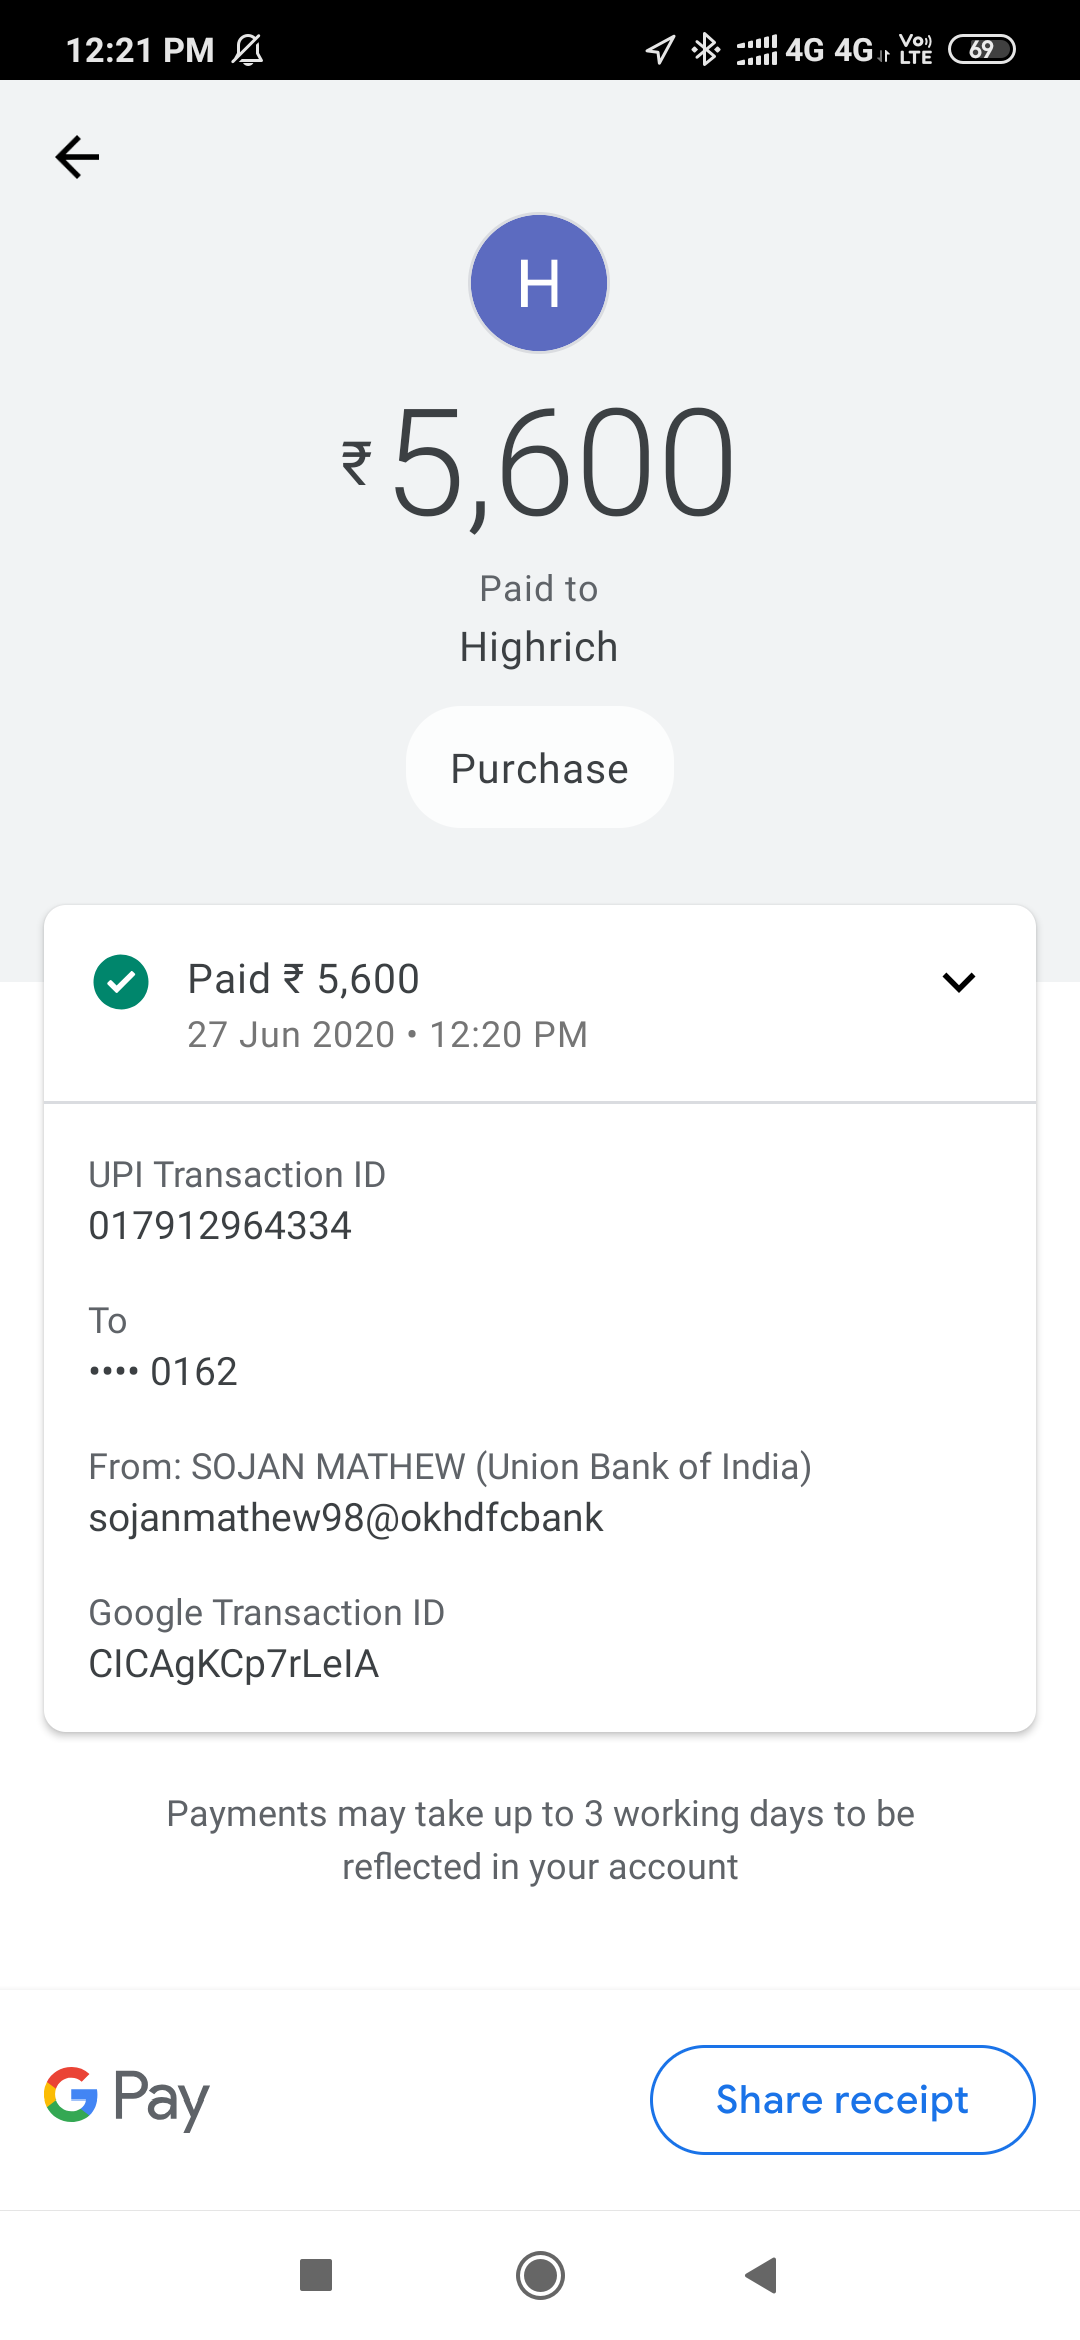 12:21 PM 4G 4G Vo)) LTE 69
H
₹5,600
Paid to
Highrich
Purchase
Paid ₹ 5,600
27 Jun 2020 • 12:20 PM
UPI Transaction ID
017912964334
To
•••• 0162
From: SOJAN MATHEW (Union Bank of India)
sojanmathew98@okhdfcbank
Google Transaction ID
CICAgKCp7rLeIA
Payments may take up to 3 working days to be
reflected in your account
G Pay
Share receipt